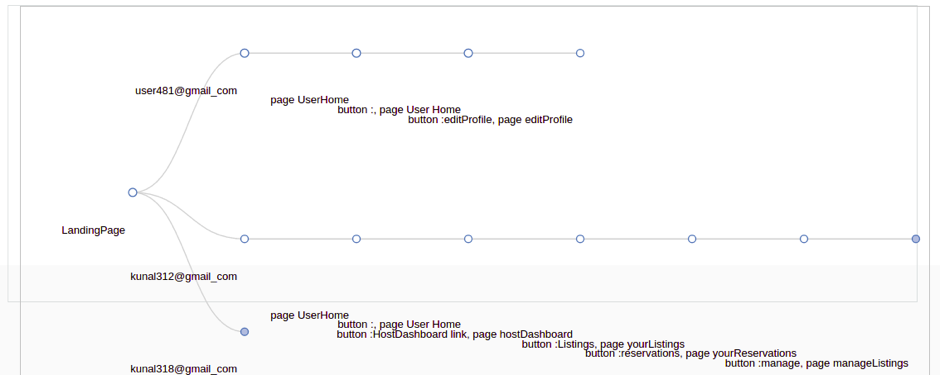 user481@gmail_com
page UserHome
button :, page User Home
button :editProfile, page editProfile
LandingPage
kunal312@gmail_com
page UserHome
button :, page User Home
button :HostDashboard link, page hostDashboard
button :Listings, page yourListings
button :reservations, page yourReservations
button :manage, page manageListings
kunal318@gmail_com